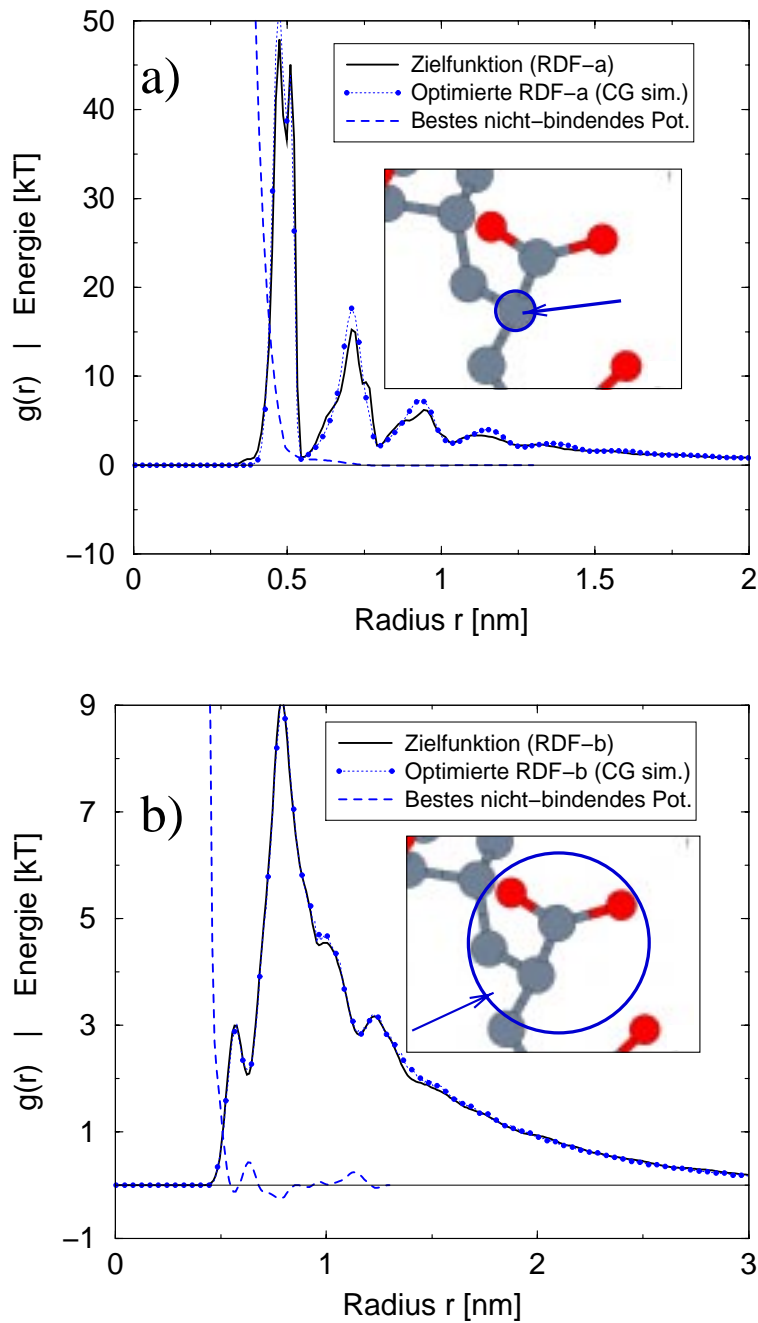 50
40
30
20
10
0
−10
g(r) | Energie [kT]
a)
Zielfunktion (RDF−a)
Optimierte RDF−a (CG sim.)
Bestes nicht−bindendes Pot.
0 0.5 1 1.5 2
Radius r [nm]
9
7
5
3
1
−1
g(r) | Energie [kT]
b)
Zielfunktion (RDF−b)
Optimierte RDF−b (CG sim.)
Bestes nicht−bindendes Pot.
0 1 2 3
Radius r [nm]